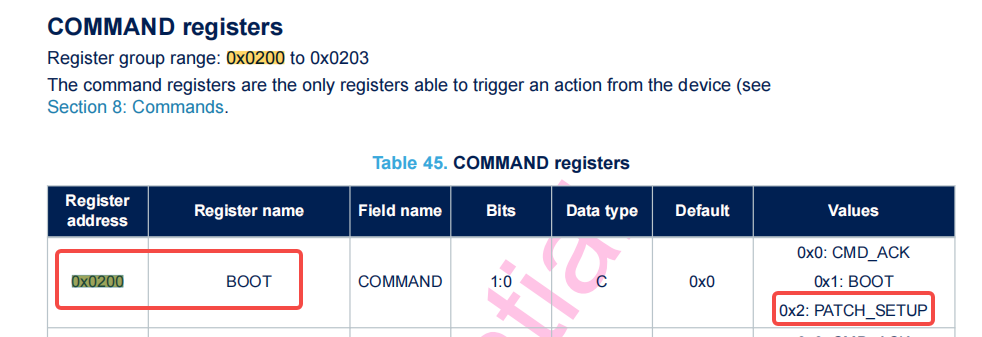 COMMAND registers
Register group range: 0x0200 to 0x0203
The command registers are the only registers able to trigger an action from the device (see
Section 8: Commands.
Table 45. COMMAND registers
Register address Register name Field name Bits Data type Default Values
0x0200 BOOT COMMAND 1:0 C 0x0 0x0: CMD_ACK
0x1: BOOT
0x2: PATCH_SETUP